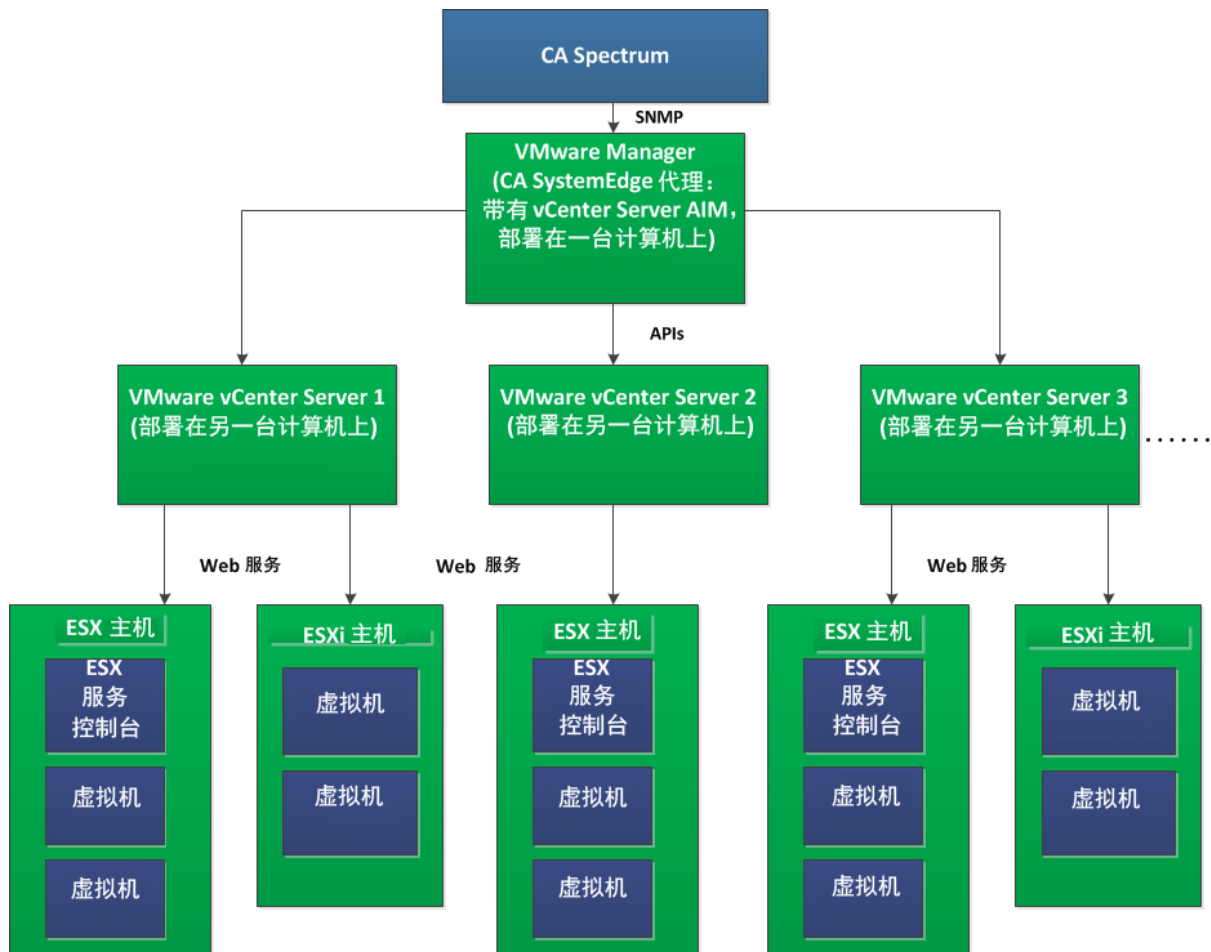 CA Spectrum
SNMP
VMware Manager
(CA SystemEdge 代理：
带有 vCenter Server AIM，
部署在一台计算机上)
APIs
VMware vCenter Server 1
(部署在另一台计算机上)
VMware vCenter Server 2
(部署在另一台计算机上)
VMware vCenter Server 3
(部署在另一台计算机上)
......
Web 服务
Web 服务
Web 服务
ESX 主机
ESX
服务
控制台
虚拟机
虚拟机
ESXi 主机
虚拟机
虚拟机
ESX 主机
ESX
服务
控制台
虚拟机
虚拟机
ESX 主机
ESX
服务
控制台
虚拟机
虚拟机
ESXi 主机
虚拟机
虚拟机